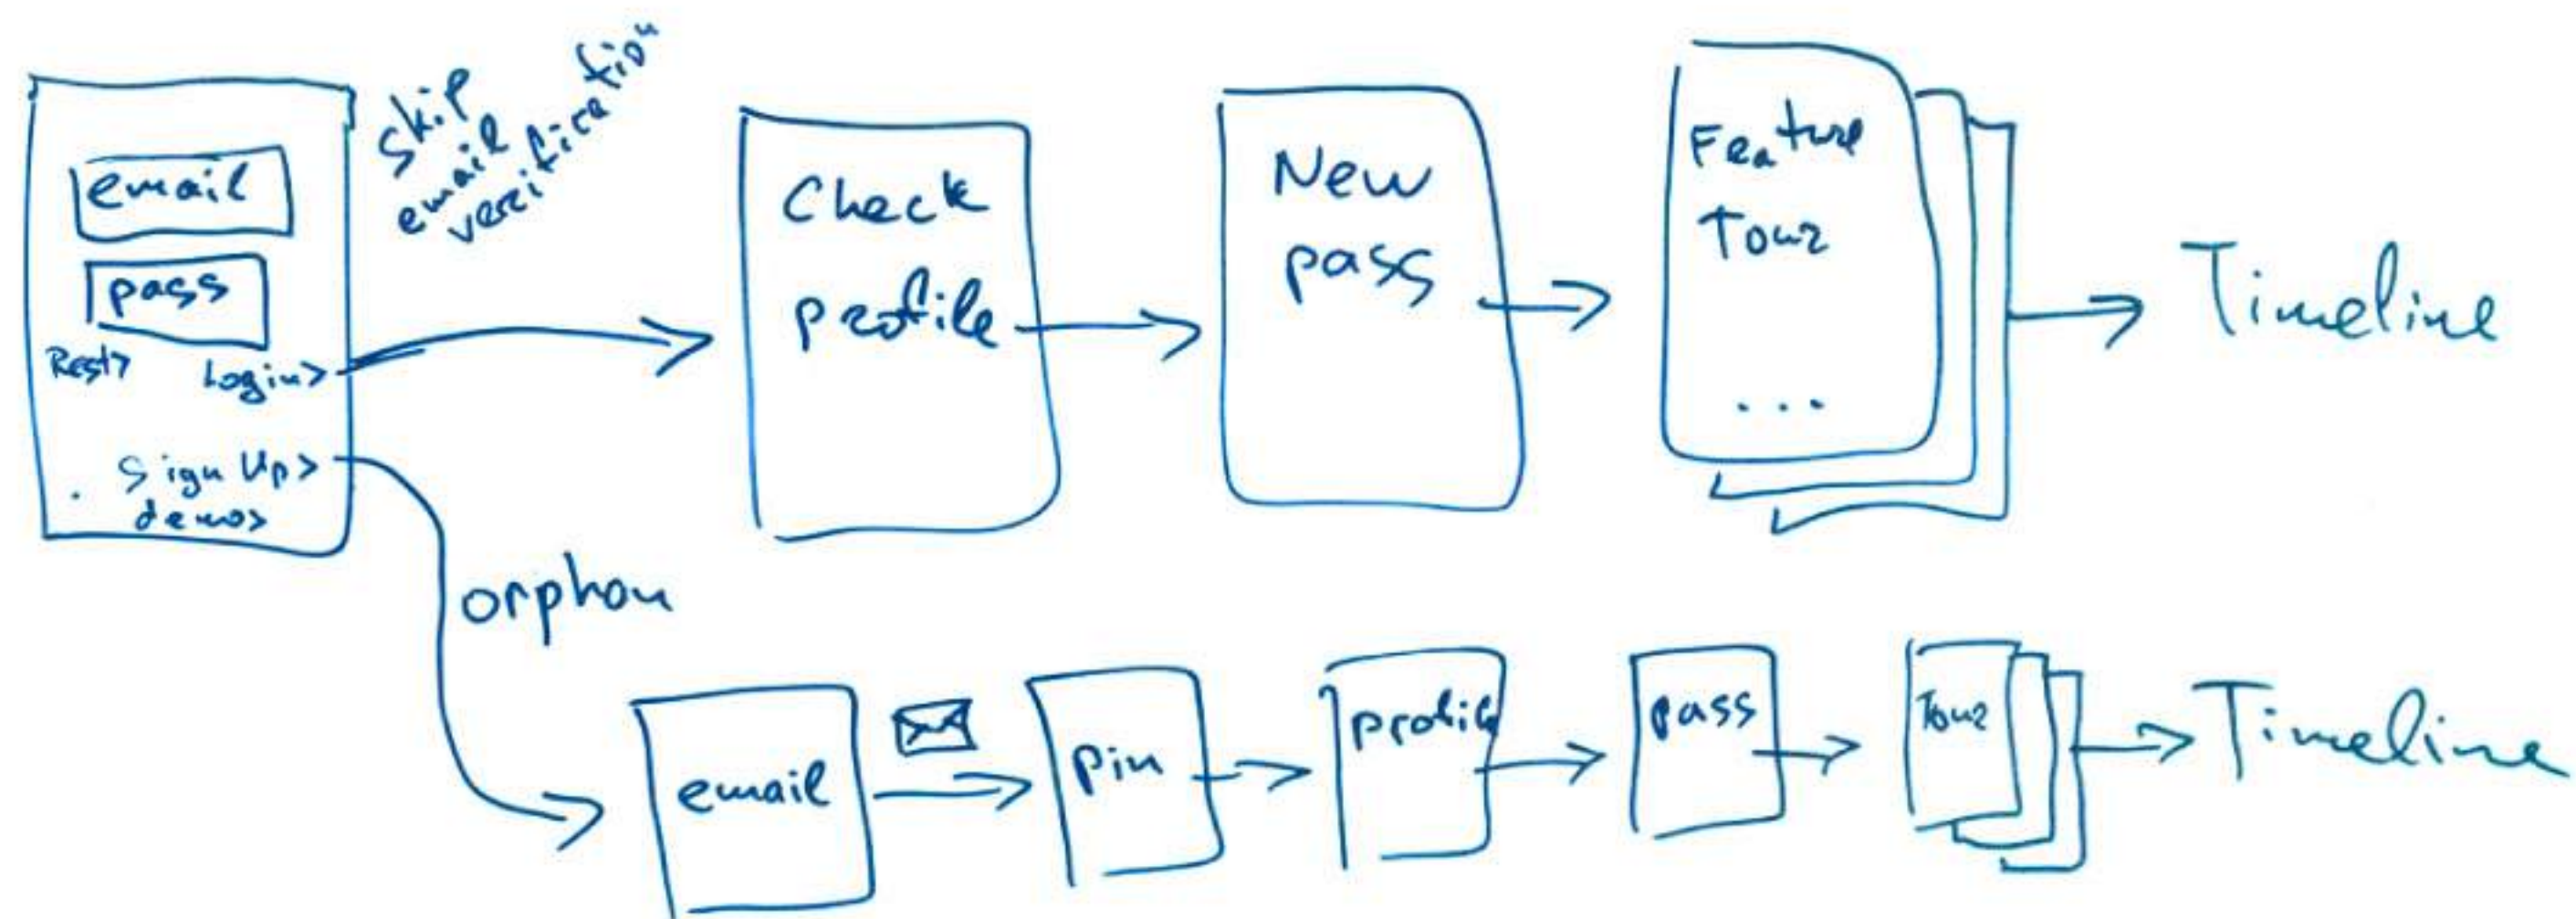 email
pass
Rest>
Login>
Sign Up>
demo>
skip
email
verification
Check
profile
New
pass
Feature
Tour
...
Timeline
orphan
email
pin
profile
pass
Tour
Timeline